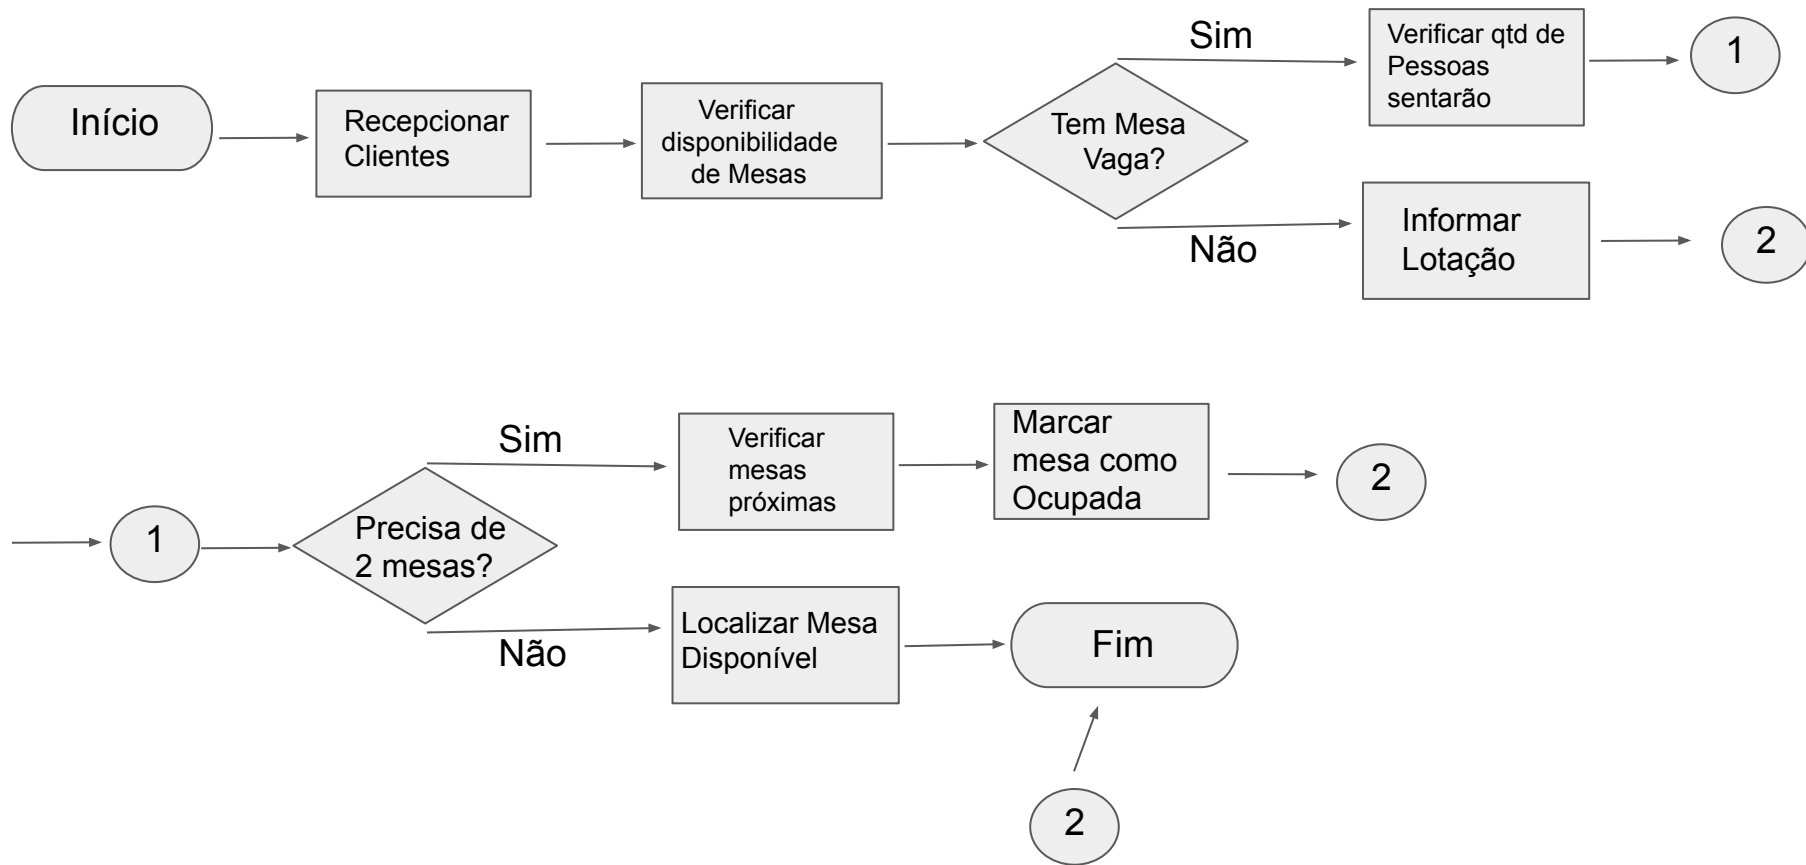 Início
Recepcionar
Clientes
Verificar
disponibilidade
de Mesas
Tem Mesa
Vaga?
Sim
Verificar qtd de
Pessoas
sentarão
1
Não
Informar
Lotação
2
1
Precisa de
2 mesas?
Sim
Verificar
mesas
próximas
Marcar
mesa como
Ocupada
2
Não
Localizar Mesa
Disponível
Fim
2